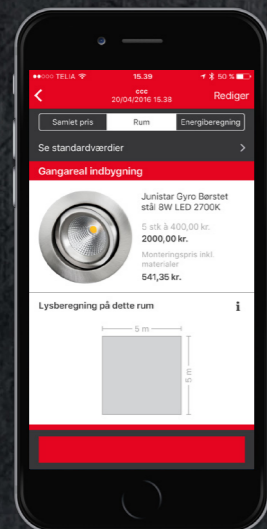 TELIA 15.39 50 %
ccc
20/04/2016 15.38
Rediger
Samlet pris Rum Energiberegning
Se standardværdier
Gangareal indbygning
Junistar Gyro Børstet
stål 8W LED 2700K
5 stk à 400,00 kr.
2000,00 kr.
Monteringspris inkl.
materialer
541,35 kr.
Lysberegning på dette rum i
5 m
5 m